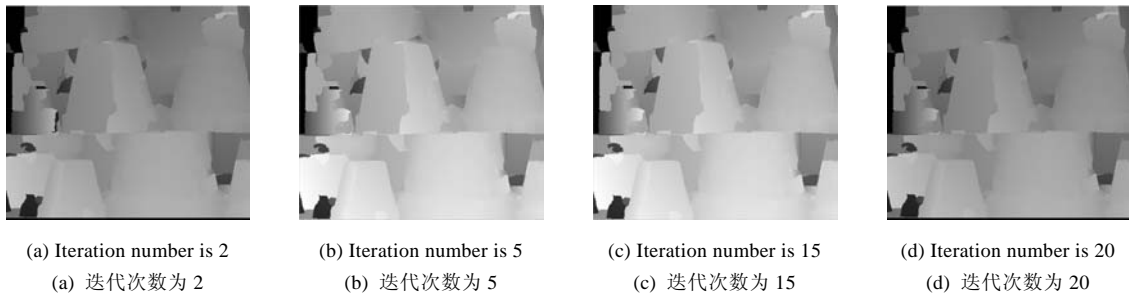 (a) Iteration number is 2
(b) Iteration number is 5
(c) Iteration number is 15
(d) Iteration number is 20
(a) 迭代次数为 2
(b) 迭代次数为 5
(c) 迭代次数为 15
(d) 迭代次数为 20